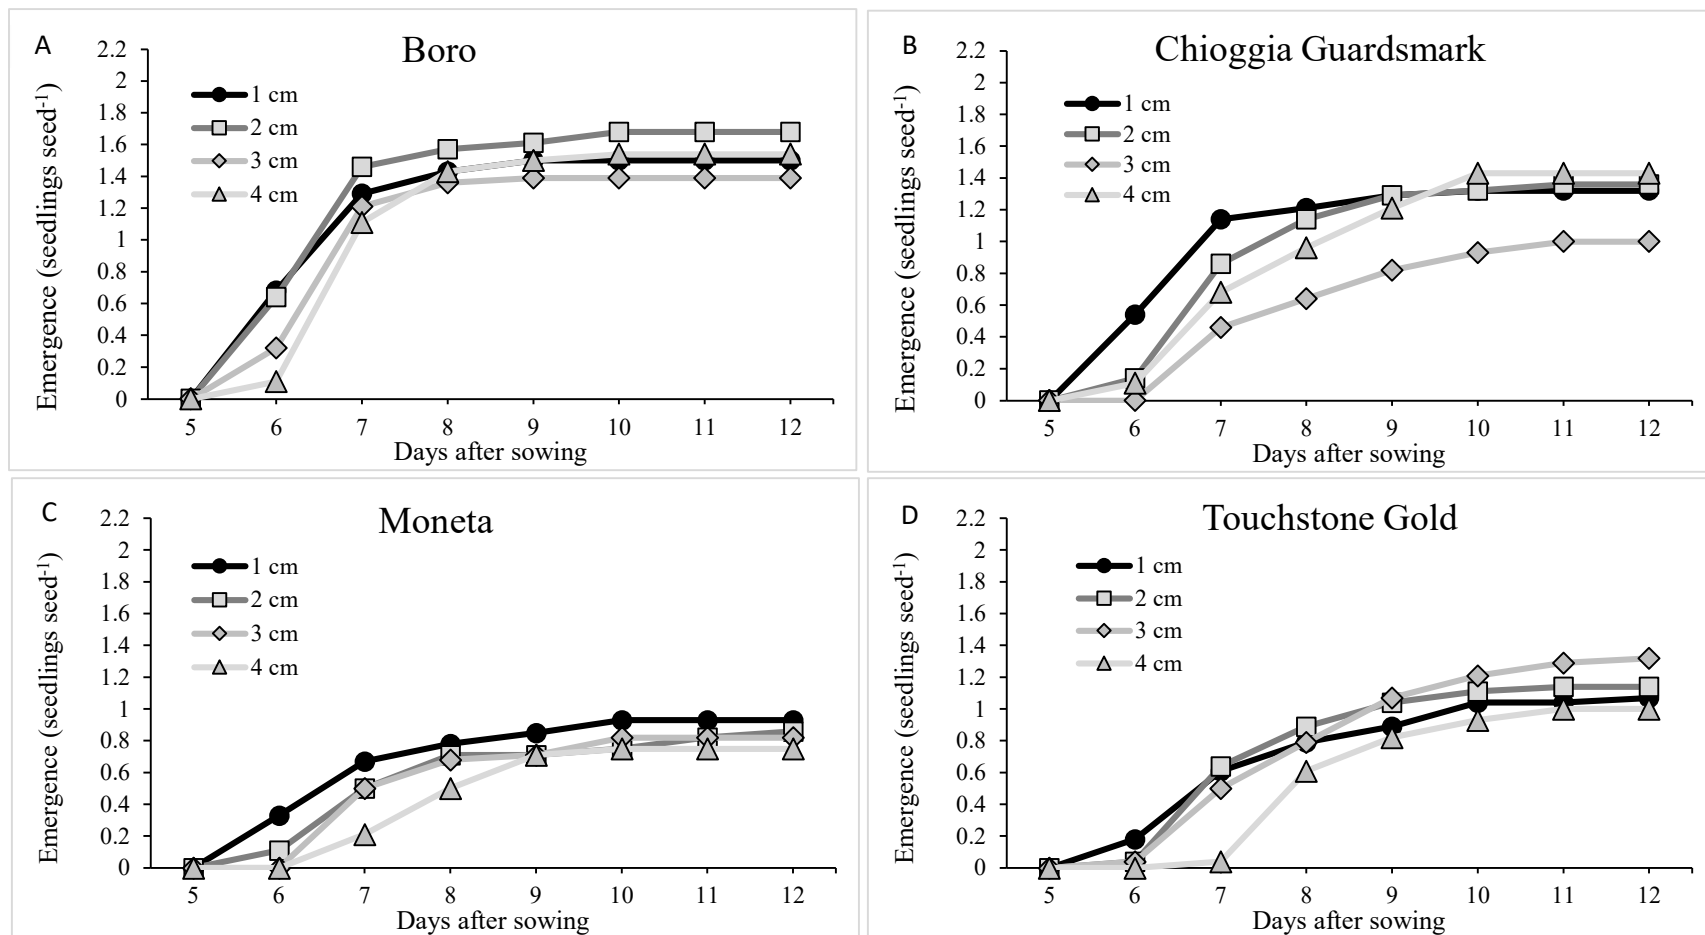 A
Boro
Emergence (seedlings seed-1)
2.2
2
1.8
1.6
1.4
1.2
1
0.8
0.6
0.4
0.2
0
1 cm
2 cm
3 cm
4 cm
5 6 7 8 9 10 11 12
Days after sowing
B
Chioggia Guardsmark
Emergence (seedlings seed-1)
2.2
2
1.8
1.6
1.4
1.2
1
0.8
0.6
0.4
0.2
0
1 cm
2 cm
3 cm
4 cm
5 6 7 8 9 10 11 12
Days after sowing
C
Moneta
Emergence (seedlings seed-1)
2.2
2
1.8
1.6
1.4
1.2
1
0.8
0.6
0.4
0.2
0
1 cm
2 cm
3 cm
4 cm
5 6 7 8 9 10 11 12
Days after sowing
D
Touchstone Gold
Emergence (seedlings seed-1)
2.2
2
1.8
1.6
1.4
1.2
1
0.8
0.6
0.4
0.2
0
1 cm
2 cm
3 cm
4 cm
5 6 7 8 9 10 11 12
Days after sowing